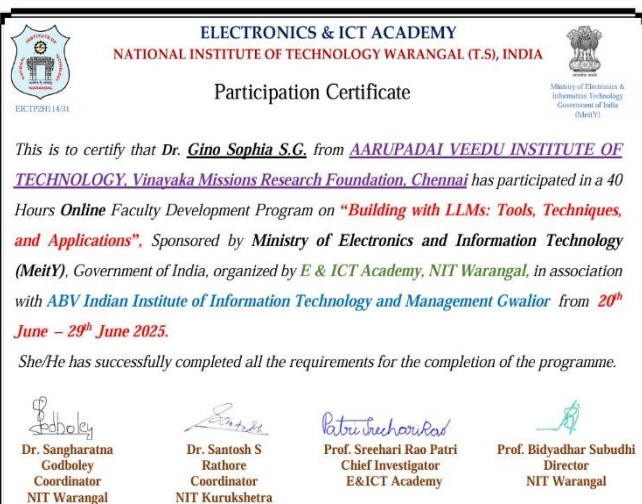 ELECTRONICS & ICT ACADEMY
NATIONAL INSTITUTE OF TECHNOLOGY WARANGAL (T.S), INDIA
Participation Certificate
EICTP2H114/31
Ministry of Electronics &
Information Technology
Government of India
(MeitY)
This is to certify that Dr. Gino Sophia S.G. from AARUPADAI VEEDU INSTITUTE OF
TECHNOLOGY, Vinayaka Missions Research Foundation, Chennai has participated in a 40
Hours Online Faculty Development Program on “Building with LLMs: Tools, Techniques,
and Applications”, Sponsored by Ministry of Electronics and Information Technology
(MeitY), Government of India, organized by E & ICT Academy, NIT Warangal, in association
with ABV Indian Institute of Information Technology and Management Gwalior from 20th
June – 29th June 2025.
She/He has successfully completed all the requirements for the completion of the programme.
Dr. Sangharatna
Godboley
Coordinator
NIT Warangal
Dr. Santosh S
Rathore
Coordinator
NIT Kurukshetra
Prof. Sreehari Rao Patri
Chief Investigator
E&ICT Academy
Prof. Bidyadhar Subudhi
Director
NIT Warangal